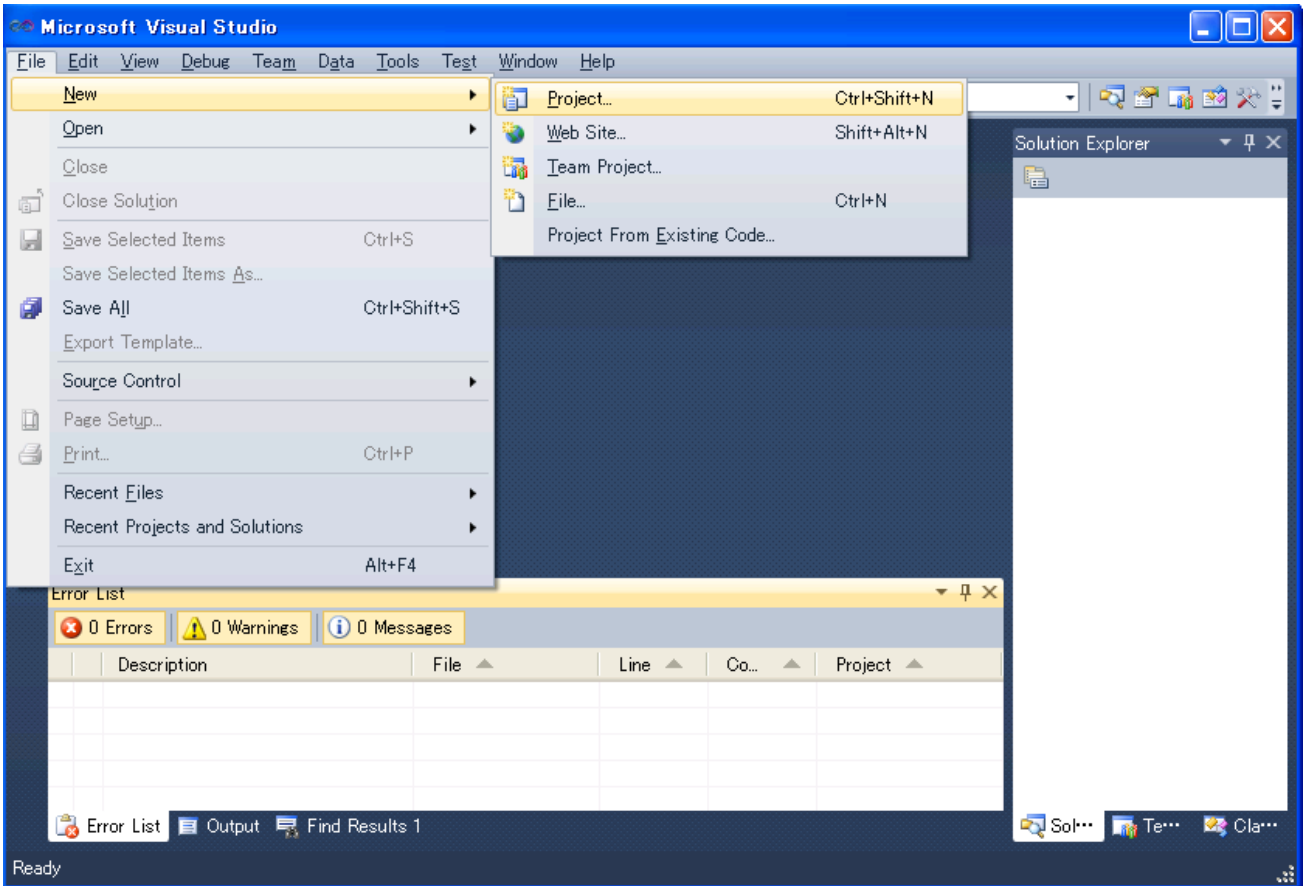 Microsoft Visual Studio
File Edit View Debug Team Data Tools Test Window Help
New
Open
Close
Close Solution
Save Selected Items Ctrl+S
Save Selected Items As...
Save All Ctrl+Shift+S
Export Template...
Source Control
Page Setup...
Print... Ctrl+P
Recent Files
Recent Projects and Solutions
Exit Alt+F4
Project... Ctrl+Shift+N
Web Site... Shift+Alt+N
Team Project...
File... Ctrl+N
Project From Existing Code...
Solution Explorer
Error List
0 Errors 0 Warnings 0 Messages
Description File Line Co... Project
Error List Output Find Results 1
Sol... Te... Cla...
Ready